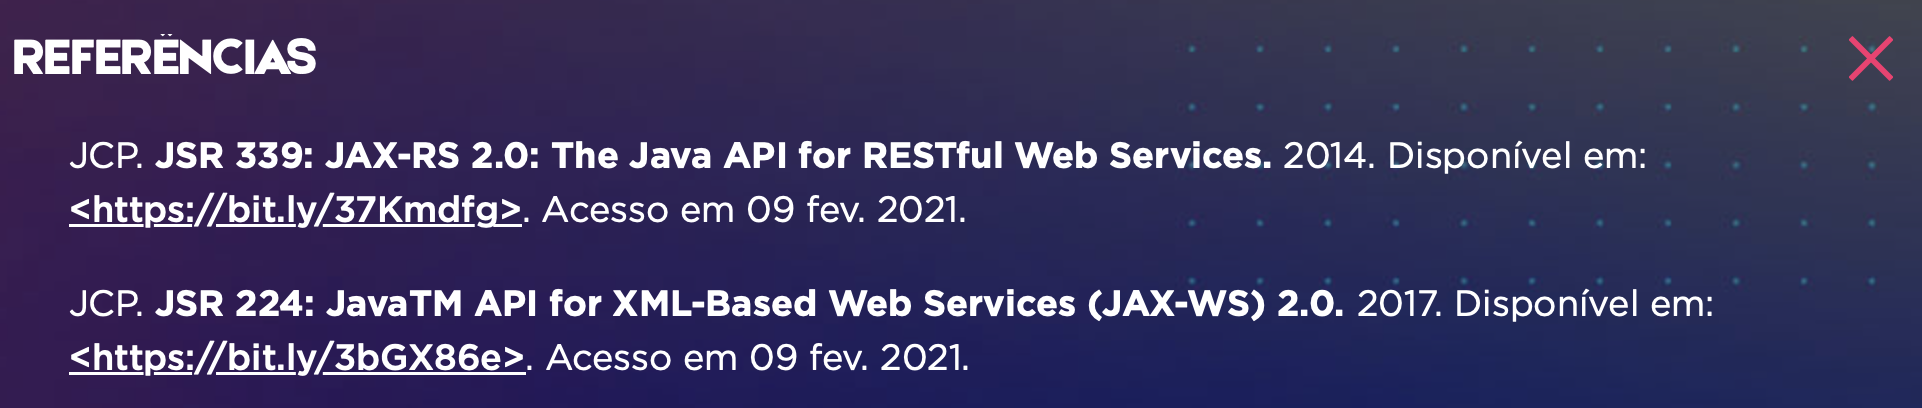 REFERÊNCIAS
JCP. JSR 339: JAX-RS 2.0: The Java API for RESTful Web Services. 2014. Disponível em:
<https://bit.ly/37Kmdfg>. Acesso em 09 fev. 2021.
JCP. JSR 224: JavaTM API for XML-Based Web Services (JAX-WS) 2.0. 2017. Disponível em:
<https://bit.ly/3bGX86e>. Acesso em 09 fev. 2021.